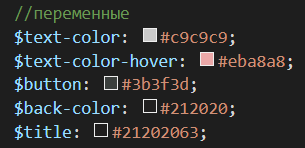 //переменные
$text-color: #c9c9c9;
$text-color-hover: #eba8a8;
$button: #3b3f3d;
$back-color: #212020;
$title: #21202063;